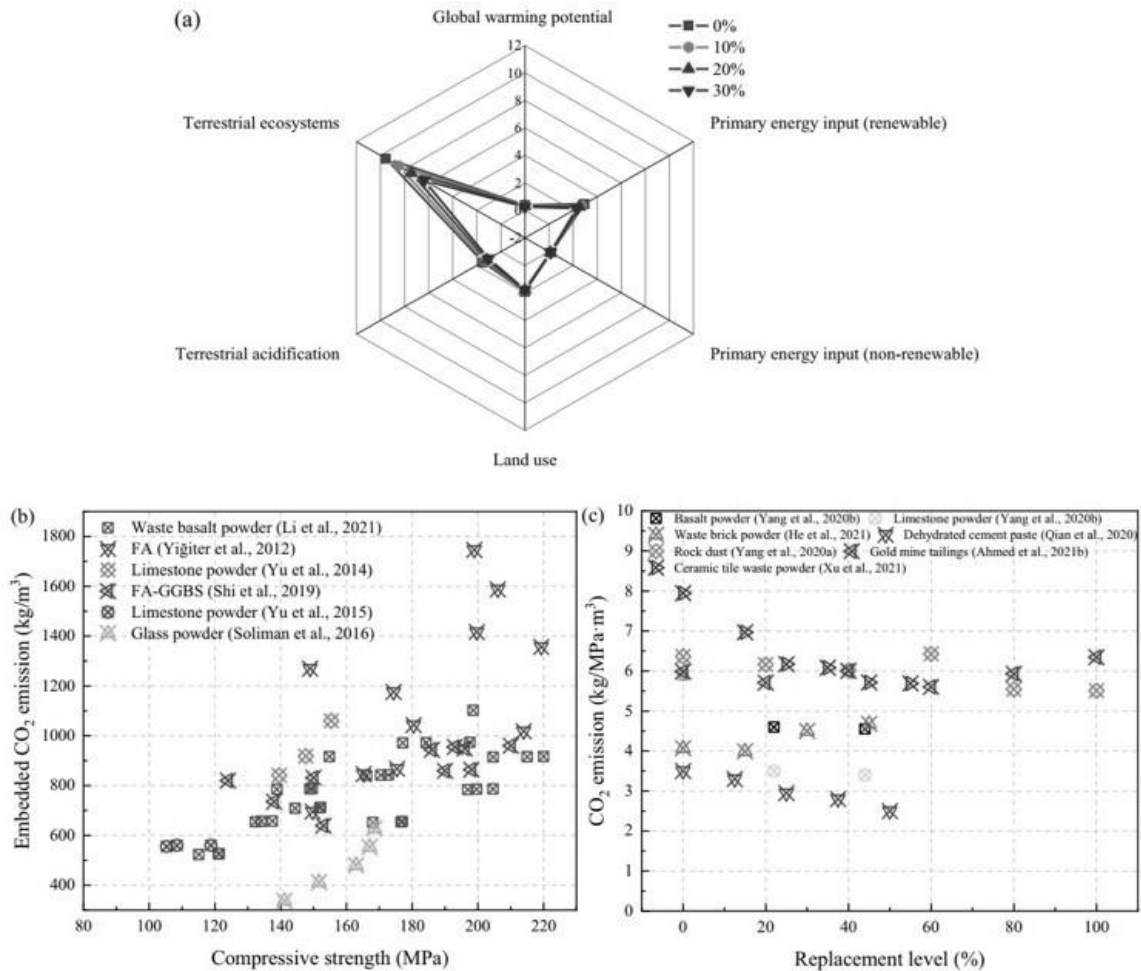 (a)
Global warming potential
0%
10%
20%
30%
12
10
8
6
4
2
0
-2
Terrestrial ecosystems
Primary energy input (renewable)
Terrestrial acidification
Primary energy input (non-renewable)
Land use
(b)
Waste basalt powder (Li et al., 2021)
FA (Yiğiter et al., 2012)
Limestone powder (Yu et al., 2014)
FA-GGBS (Shi et al., 2019)
Limestone powder (Yu et al., 2015)
Glass powder (Soliman et al., 2016)
Embedded CO₂ emission (kg/m³)
1800
1600
1400
1200
1000
800
600
400
80 100 120 140 160 180 200 220
Compressive strength (MPa)
(c)
Basalt powder (Yang et al., 2020b) Limestone powder (Yang et al., 2020b)
Waste brick powder (He et al., 2021) Dehydrated cement paste (Qian et al., 2020)
Rock dust (Yang et al., 2020a) Gold mine tailings (Ahmed et al., 2021b)
Ceramic tile waste powder (Xu et al., 2021)
CO₂ emission (kg/MPa·m³)
10
9
8
7
6
5
4
3
2
1
0
0 20 40 60 80 100
Replacement level (%)